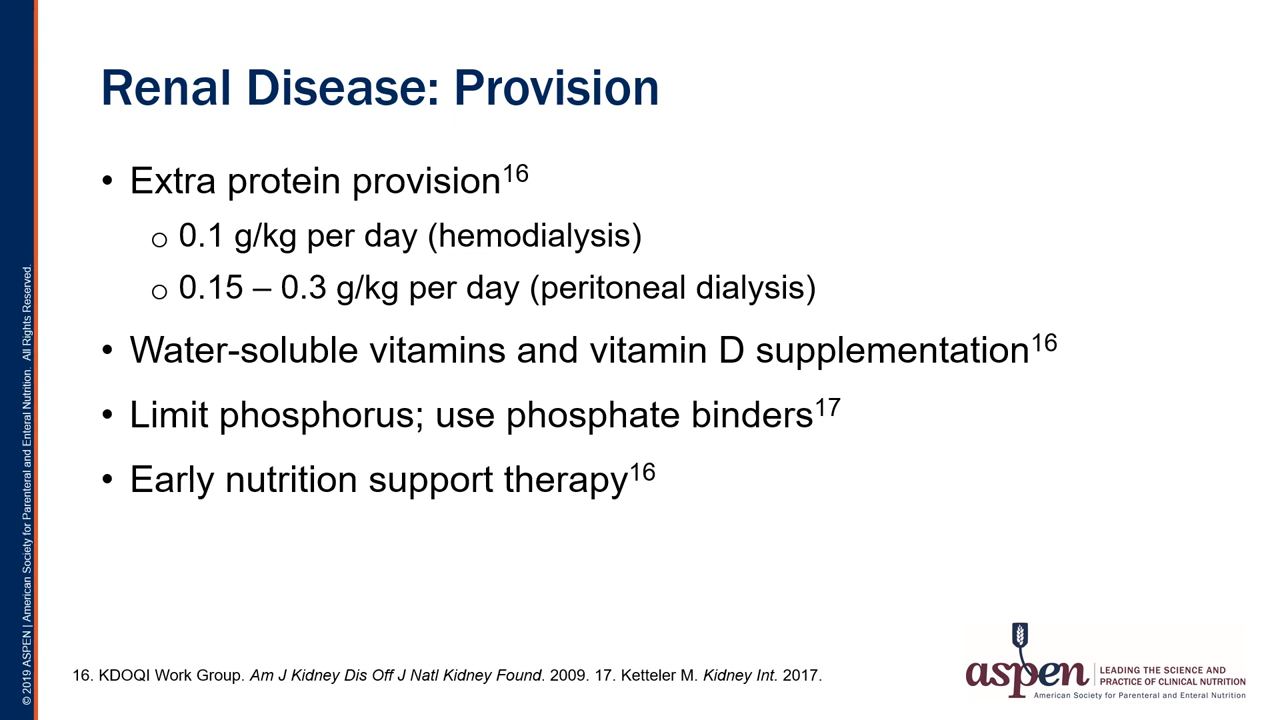 Renal Disease: Provision
• Extra protein provision16
o 0.1 g/kg per day (hemodialysis)
o 0.15 – 0.3 g/kg per day (peritoneal dialysis)
• Water-soluble vitamins and vitamin D supplementation16
• Limit phosphorus; use phosphate binders17
• Early nutrition support therapy16
16. KDOQI Work Group. Am J Kidney Dis Off J Natl Kidney Found. 2009. 17. Ketteler M. Kidney Int. 2017.
© 2019 ASPEN | American Society for Parenteral and Enteral Nutrition. All Rights Reserved.
aspen
LEADING THE SCIENCE AND
PRACTICE OF CLINICAL NUTRITION
American Society for Parenteral and Enteral Nutrition